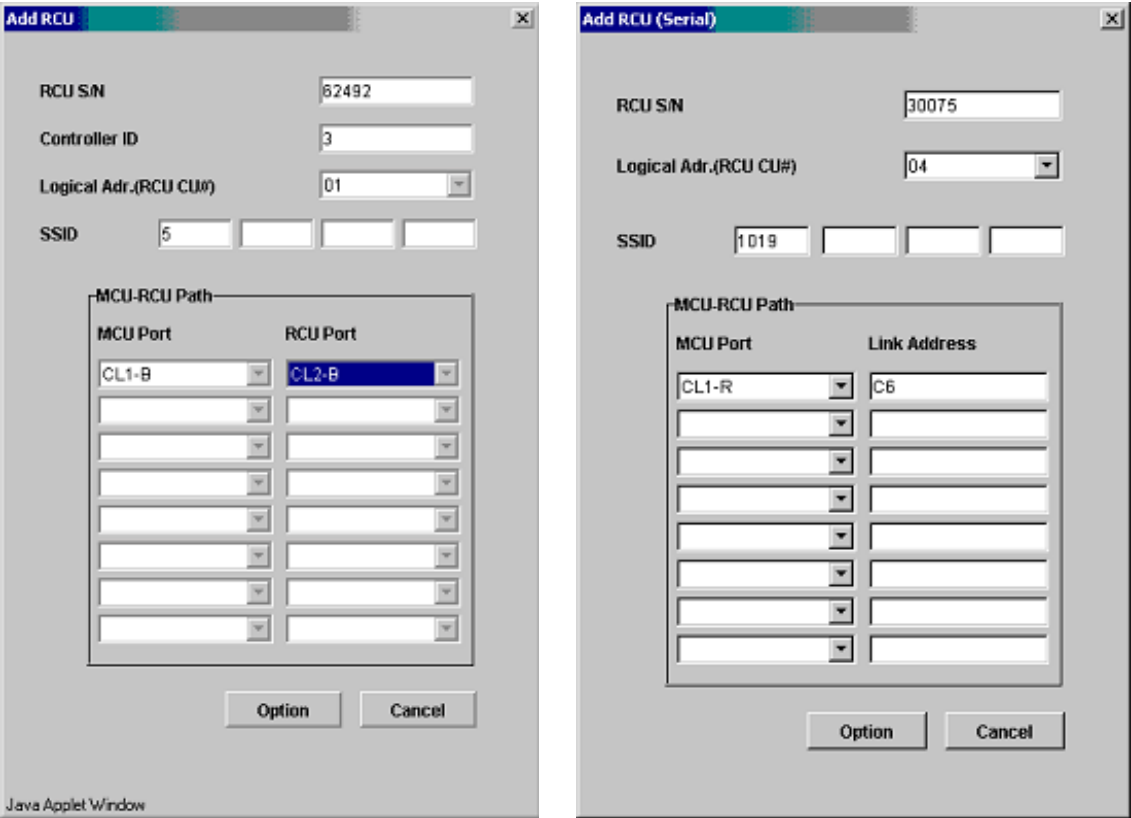 Add RCU
RCU S/N 62492
Controller ID 3
Logical Adr.(RCU CU#) 01
SSID 5
MCU-RCU Path
MCU Port RCU Port
CL1-B CL2-B
Option Cancel
Java Applet Window
Add RCU (Serial)
RCU S/N 30075
Logical Adr.(RCU CU#) 04
SSID 1019
MCU-RCU Path
MCU Port Link Address
CL1-R C6
Option Cancel